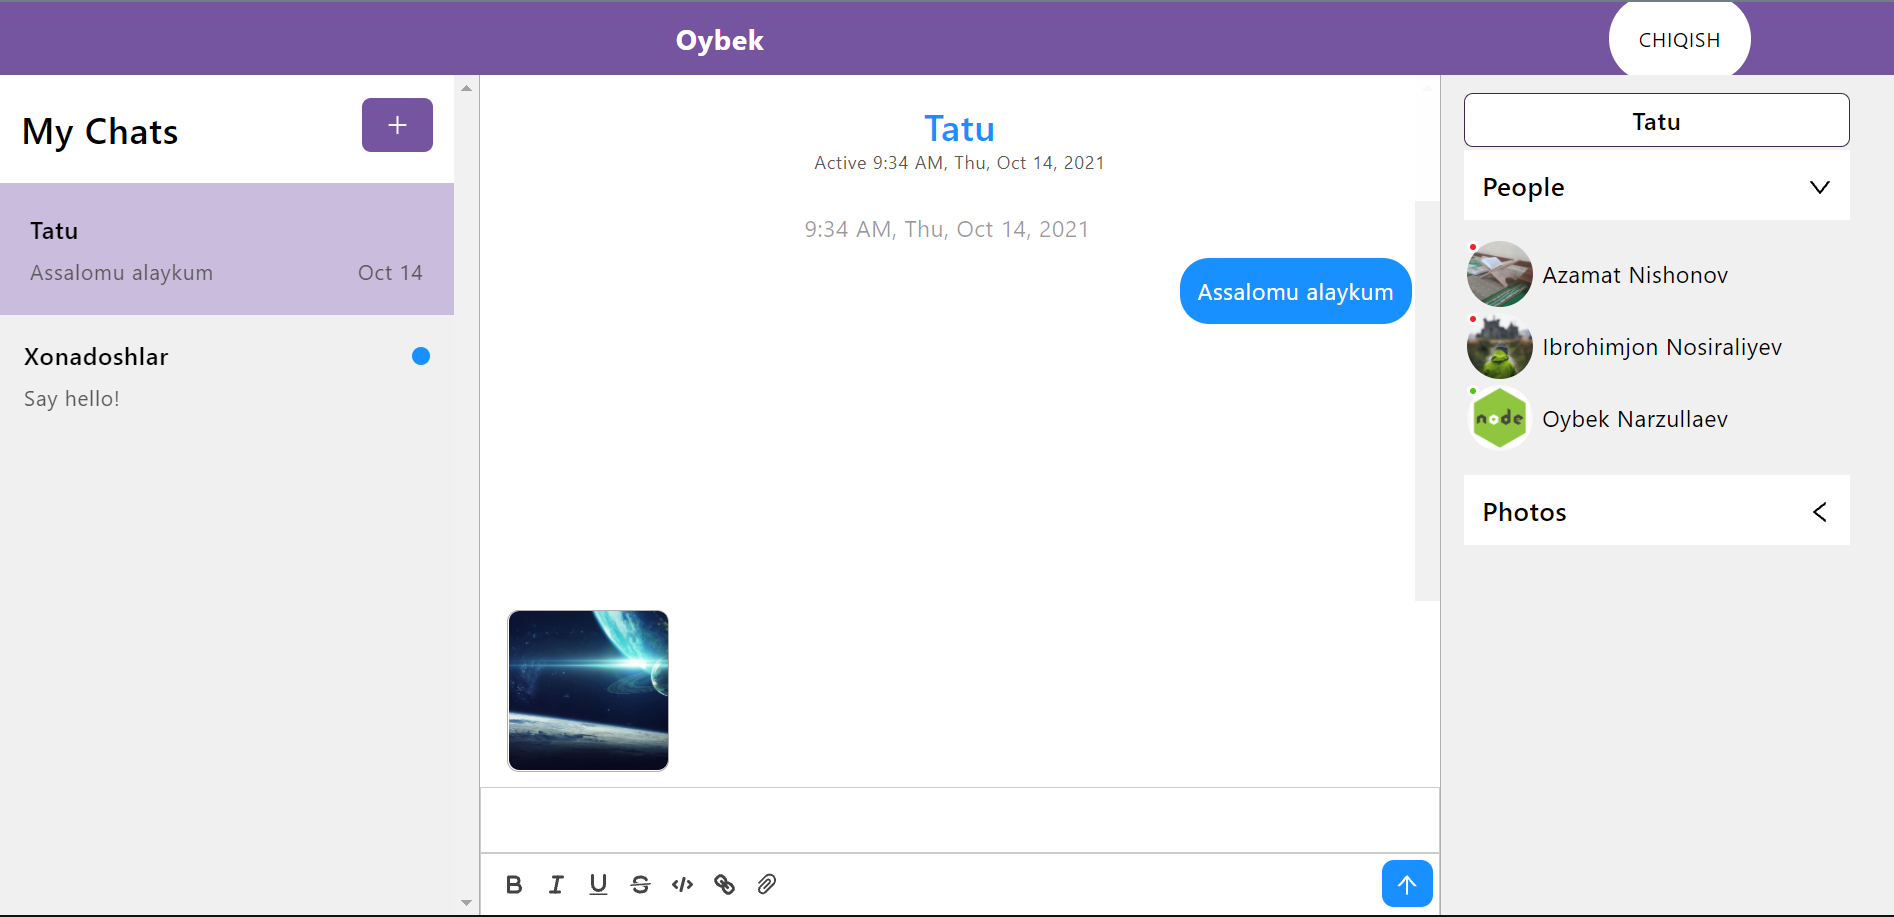 Oybek
CHIQISH
My Chats
+
Tatu
Assalomu alaykum
Oct 14
Xonadoshlar
Say hello!
Tatu
Active 9:34 AM, Thu, Oct 14, 2021
9:34 AM, Thu, Oct 14, 2021
Assalomu alaykum
B I U S </>
Tatu
People
Azamat Nishonov
Ibrohimjon Nosiraliyev
node
Oybek Narzullaev
Photos